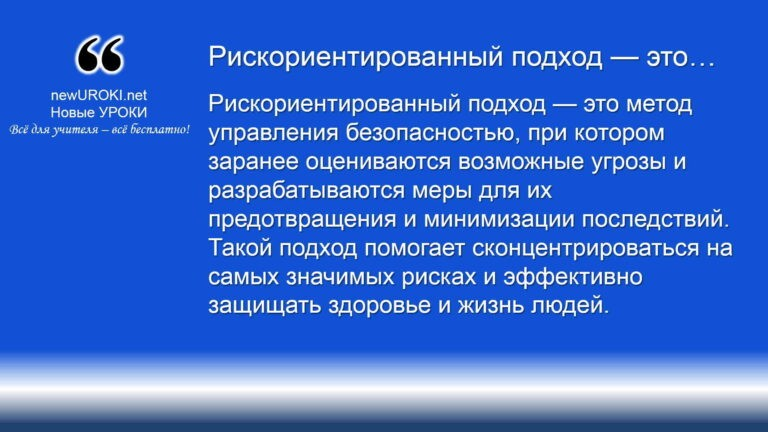 “
newUROKI.net
Новые УРОКИ
Всё для учителя – всё бесплатно!
Рискориентированный подход — это…
Рискориентированный подход — это метод
управления безопасностью, при котором
заранее оцениваются возможные угрозы и
разрабатываются меры для их
предотвращения и минимизации последствий.
Такой подход помогает сконцентрироваться на
самых значимых рисках и эффективно
защищать здоровье и жизнь людей.